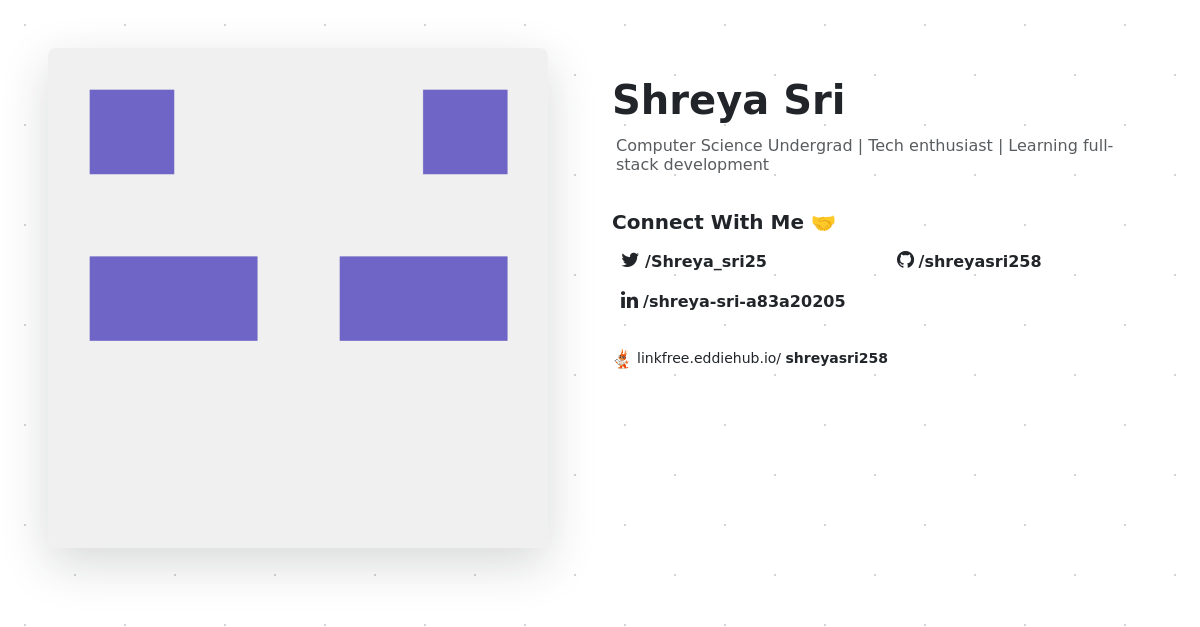 Shreya Sri
Computer Science Undergrad | Tech enthusiast | Learning full-
stack development
Connect With Me 🤝
/Shreya_sri25
/shreyasri258
/shreya-sri-a83a20205
linkfree.eddiehub.io/ shreyasri258